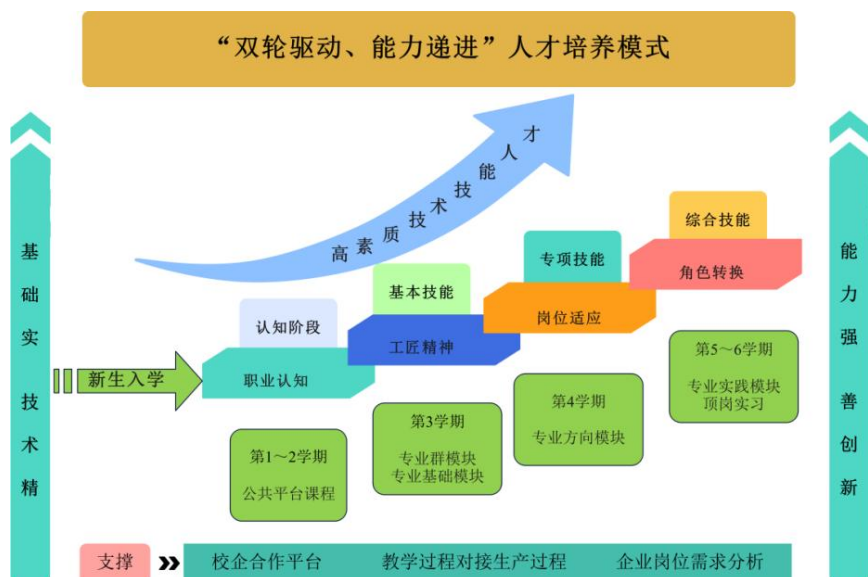 “双轮驱动、能力递进”人才培养模式
高素质技术技能人才
基础实 技术精
能力强 善创新
新生入学
认知阶段
职业认知
第1～2学期
公共平台课程
基本技能
工匠精神
第3学期
专业群模块
专业基础模块
专项技能
岗位适应
第4学期
专业方向模块
综合技能
角色转换
第5～6学期
专业实践模块
顶岗实习
支撑
校企合作平台 教学过程对接生产过程 企业岗位需求分析